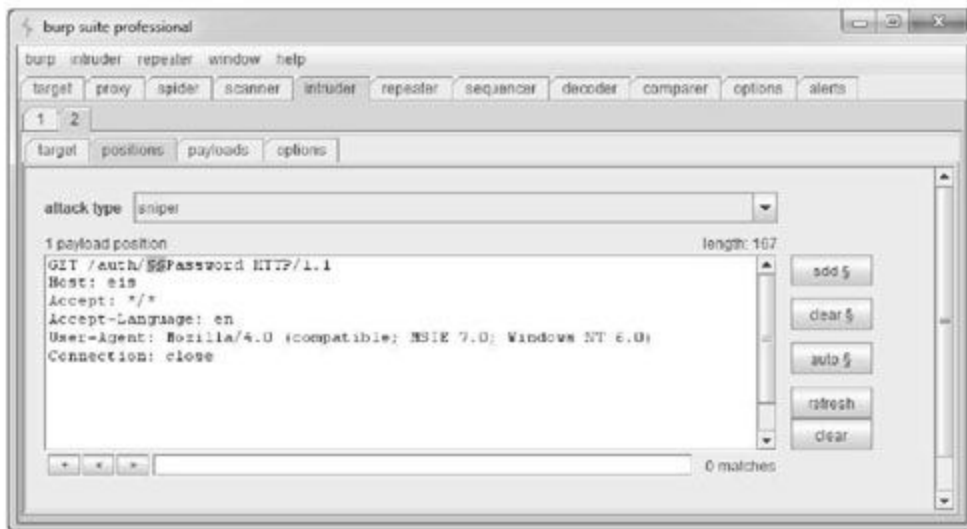 burp suite professional
burp intruder repeater window help
target proxy spider scanner intruder repeater sequencer decoder comparer options alerts
1 2
target positions payloads options
attack type sniper
1 payload position length: 167
GET /auth/§§Password HTTP/1.1
Host: eis
Accept: */*
Accept-Language: en
User-Agent: Mozilla/4.0 (compatible; MSIE 7.0; Windows NT 6.0)
Connection: close
add §
clear §
auto §
refresh
clear
+ < > 0 matches